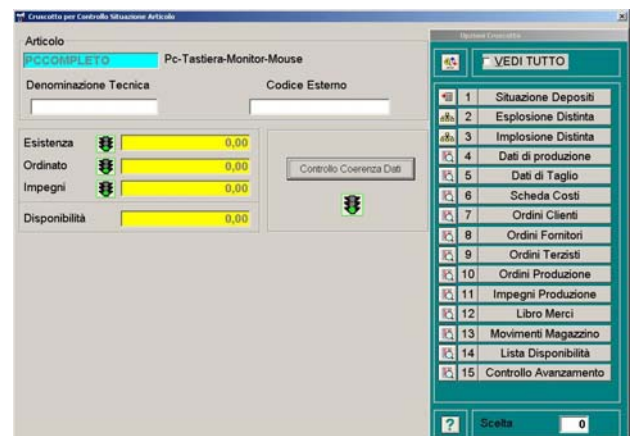 Cruscotto per Controllo Situazione Articolo
Articolo
PCCOMPLETO Pc-Tastiera-Monitor-Mouse
Denominazione Tecnica Codice Esterno
Esistenza 0,00
Ordinato 0,00
Impegni 0,00
Disponibilità 0,00
Controllo Coerenza Dati
Opzioni Cruscotto
VEDI TUTTO
1 Situazione Depositi
2 Esplosione Distinta
3 Implosione Distinta
4 Dati di produzione
5 Dati di Taglio
6 Scheda Costi
7 Ordini Clienti
8 Ordini Fornitori
9 Ordini Terzisti
10 Ordini Produzione
11 Impegni Produzione
12 Libro Merci
13 Movimenti Magazzino
14 Lista Disponibilità
15 Controllo Avanzamento
? Scelta 0